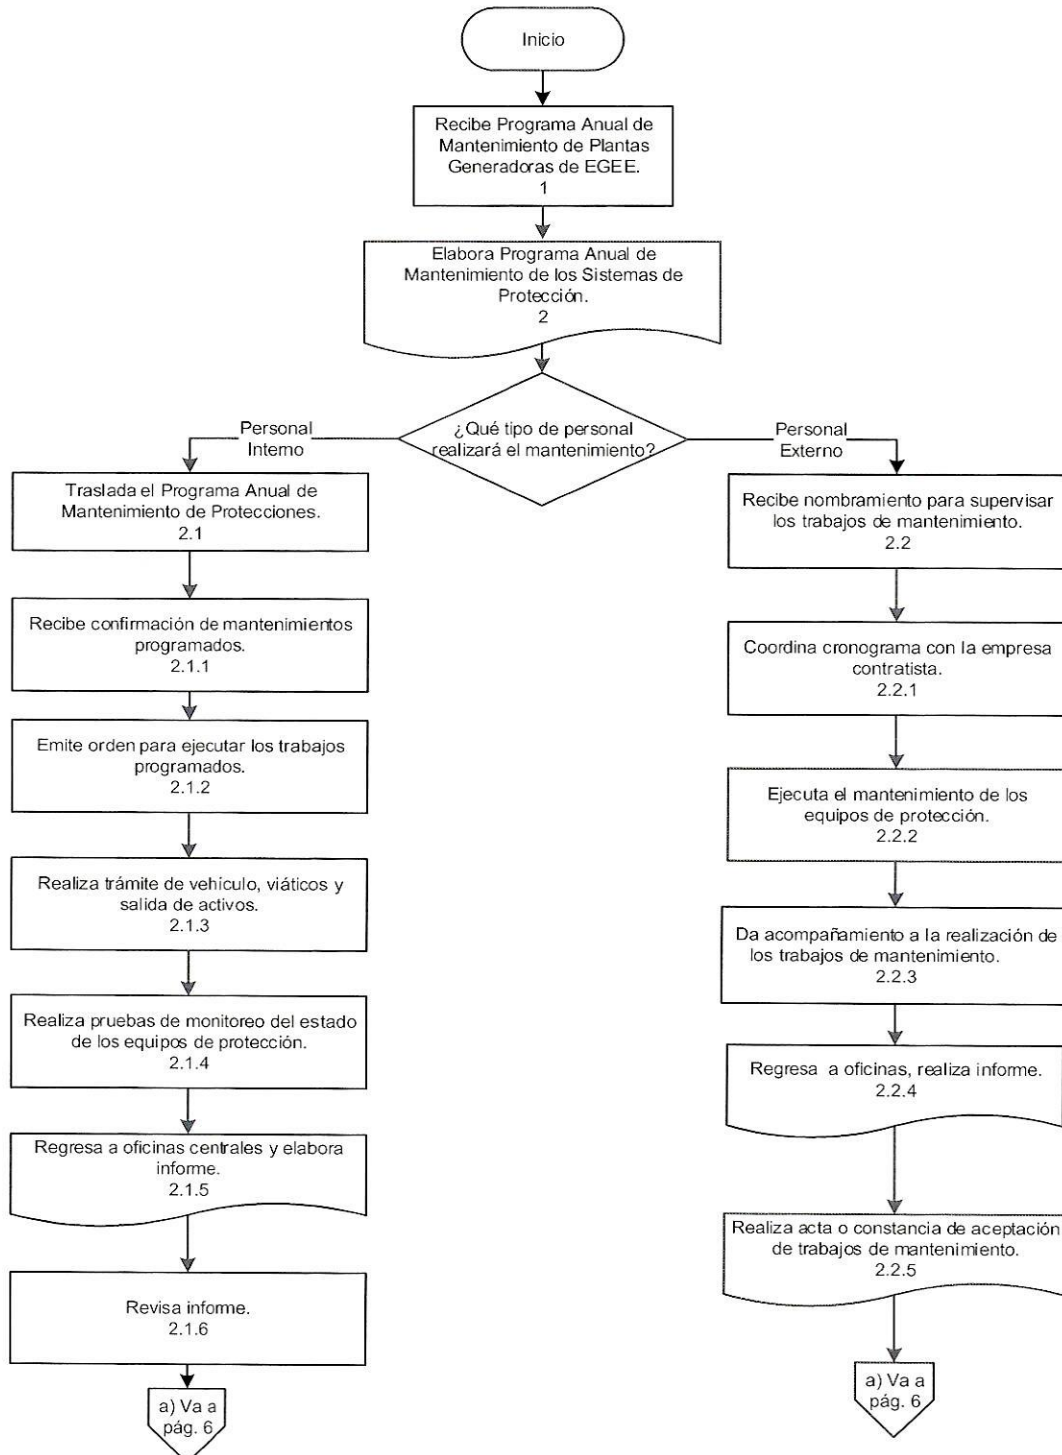 Inicio
Recibe Programa Anual de
Mantenimiento de Plantas
Generadoras de EGEE.
1
Elabora Programa Anual de
Mantenimiento de los Sistemas de
Protección.
2
¿Qué tipo de personal
realizará el mantenimiento?
Personal
Interno
Personal
Externo
Traslada el Programa Anual de
Mantenimiento de Protecciones.
2.1
Recibe confirmación de mantenimientos
programados.
2.1.1
Emite orden para ejecutar los trabajos
programados.
2.1.2
Realiza trámite de vehículo, viáticos y
salida de activos.
2.1.3
Realiza pruebas de monitoreo del estado
de los equipos de protección.
2.1.4
Regresa a oficinas centrales y elabora
informe.
2.1.5
Revisa informe.
2.1.6
a) Va a
pág. 6
Recibe nombramiento para supervisar
los trabajos de mantenimiento.
2.2
Coordina cronograma con la empresa
contratista.
2.2.1
Ejecuta el mantenimiento de los
equipos de protección.
2.2.2
Da acompañamiento a la realización de
los trabajos de mantenimiento.
2.2.3
Regresa a oficinas, realiza informe.
2.2.4
Realiza acta o constancia de aceptación
de trabajos de mantenimiento.
2.2.5
a) Va a
pág. 6